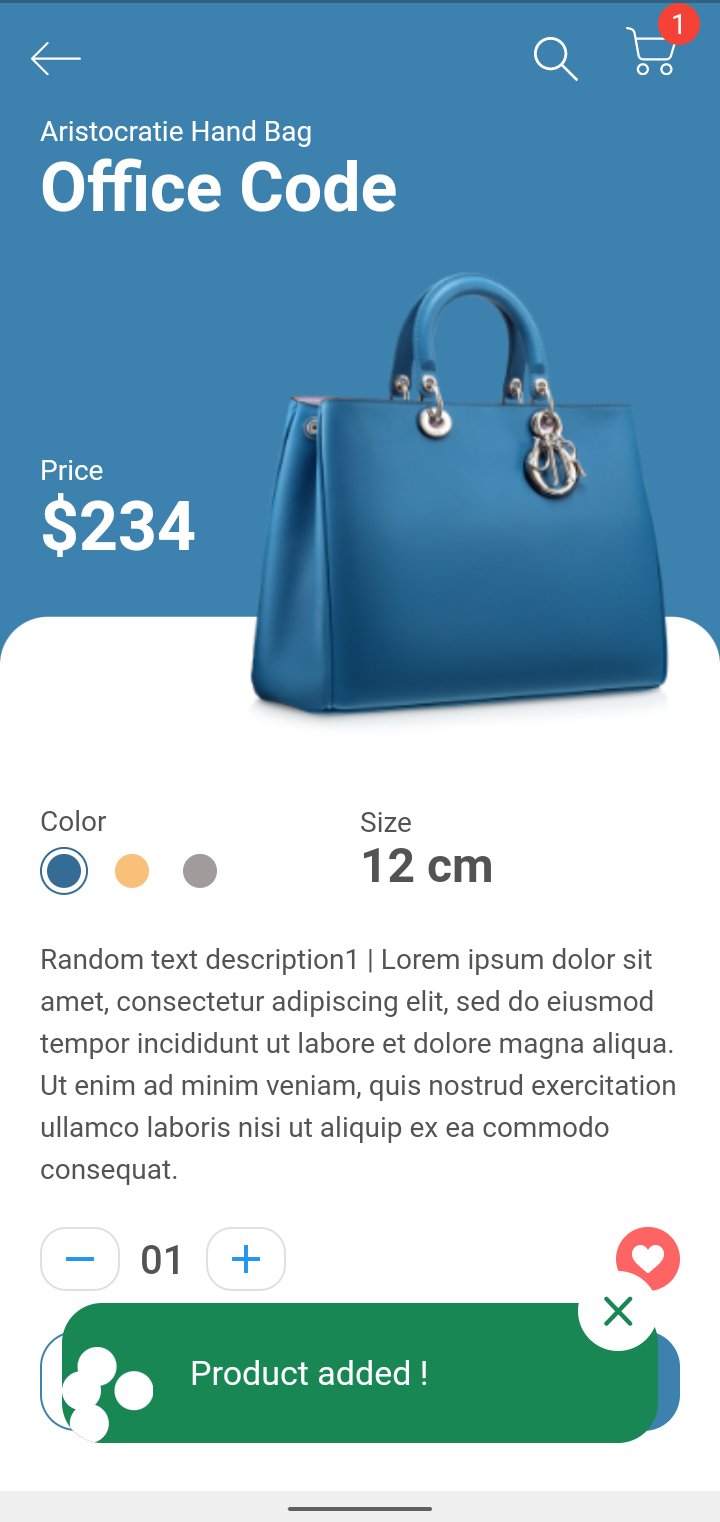 1
Aristocratie Hand Bag
Office Code
Price
$234
Color
Size
12 cm
Random text description1 | Lorem ipsum dolor sit
amet, consectetur adipiscing elit, sed do eiusmod
tempor incididunt ut labore et dolore magna aliqua.
Ut enim ad minim veniam, quis nostrud exercitation
ullamco laboris nisi ut aliquip ex ea commodo
consequat.
01
Product added !